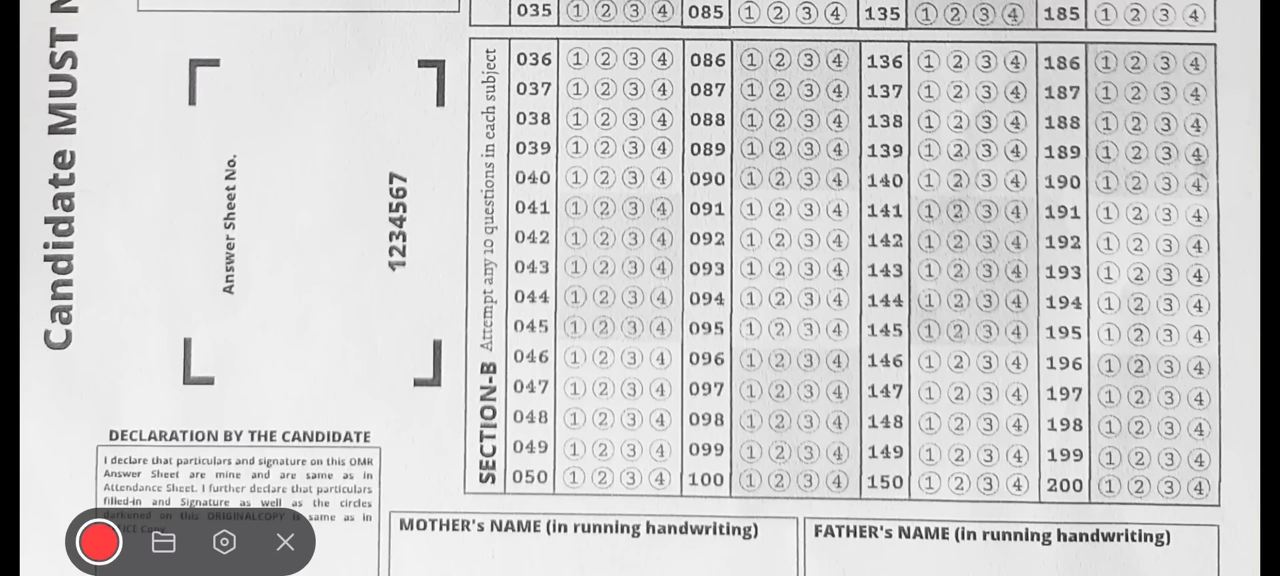 Candidate MUST
Answer Sheet No.
1234567
DECLARATION BY THE CANDIDATE
I declare that particulars and signature on this OMR
Answer Sheet are mine and are same as in
Attendance Sheet. I further declare that particulars
filled-in and Signature as well as the circles
darkened on this ORIGINALCOPY is same as in
035 1 2 3 4 085 1 2 3 4 135 1 2 3 4 185 1 2 3 4
SECTION-B Attempt any 10 questions in each subject
036 1 2 3 4 086 1 2 3 4 136 1 2 3 4 186 1 2 3 4
037 1 2 3 4 087 1 2 3 4 137 1 2 3 4 187 1 2 3 4
038 1 2 3 4 088 1 2 3 4 138 1 2 3 4 188 1 2 3 4
039 1 2 3 4 089 1 2 3 4 139 1 2 3 4 189 1 2 3 4
040 1 2 3 4 090 1 2 3 4 140 1 2 3 4 190 1 2 3 4
041 1 2 3 4 091 1 2 3 4 141 1 2 3 4 191 1 2 3 4
042 1 2 3 4 092 1 2 3 4 142 1 2 3 4 192 1 2 3 4
043 1 2 3 4 093 1 2 3 4 143 1 2 3 4 193 1 2 3 4
044 1 2 3 4 094 1 2 3 4 144 1 2 3 4 194 1 2 3 4
045 1 2 3 4 095 1 2 3 4 145 1 2 3 4 195 1 2 3 4
046 1 2 3 4 096 1 2 3 4 146 1 2 3 4 196 1 2 3 4
047 1 2 3 4 097 1 2 3 4 147 1 2 3 4 197 1 2 3 4
048 1 2 3 4 098 1 2 3 4 148 1 2 3 4 198 1 2 3 4
049 1 2 3 4 099 1 2 3 4 149 1 2 3 4 199 1 2 3 4
050 1 2 3 4 100 1 2 3 4 150 1 2 3 4 200 1 2 3 4
MOTHER's NAME (in running handwriting)
FATHER's NAME (in running handwriting)